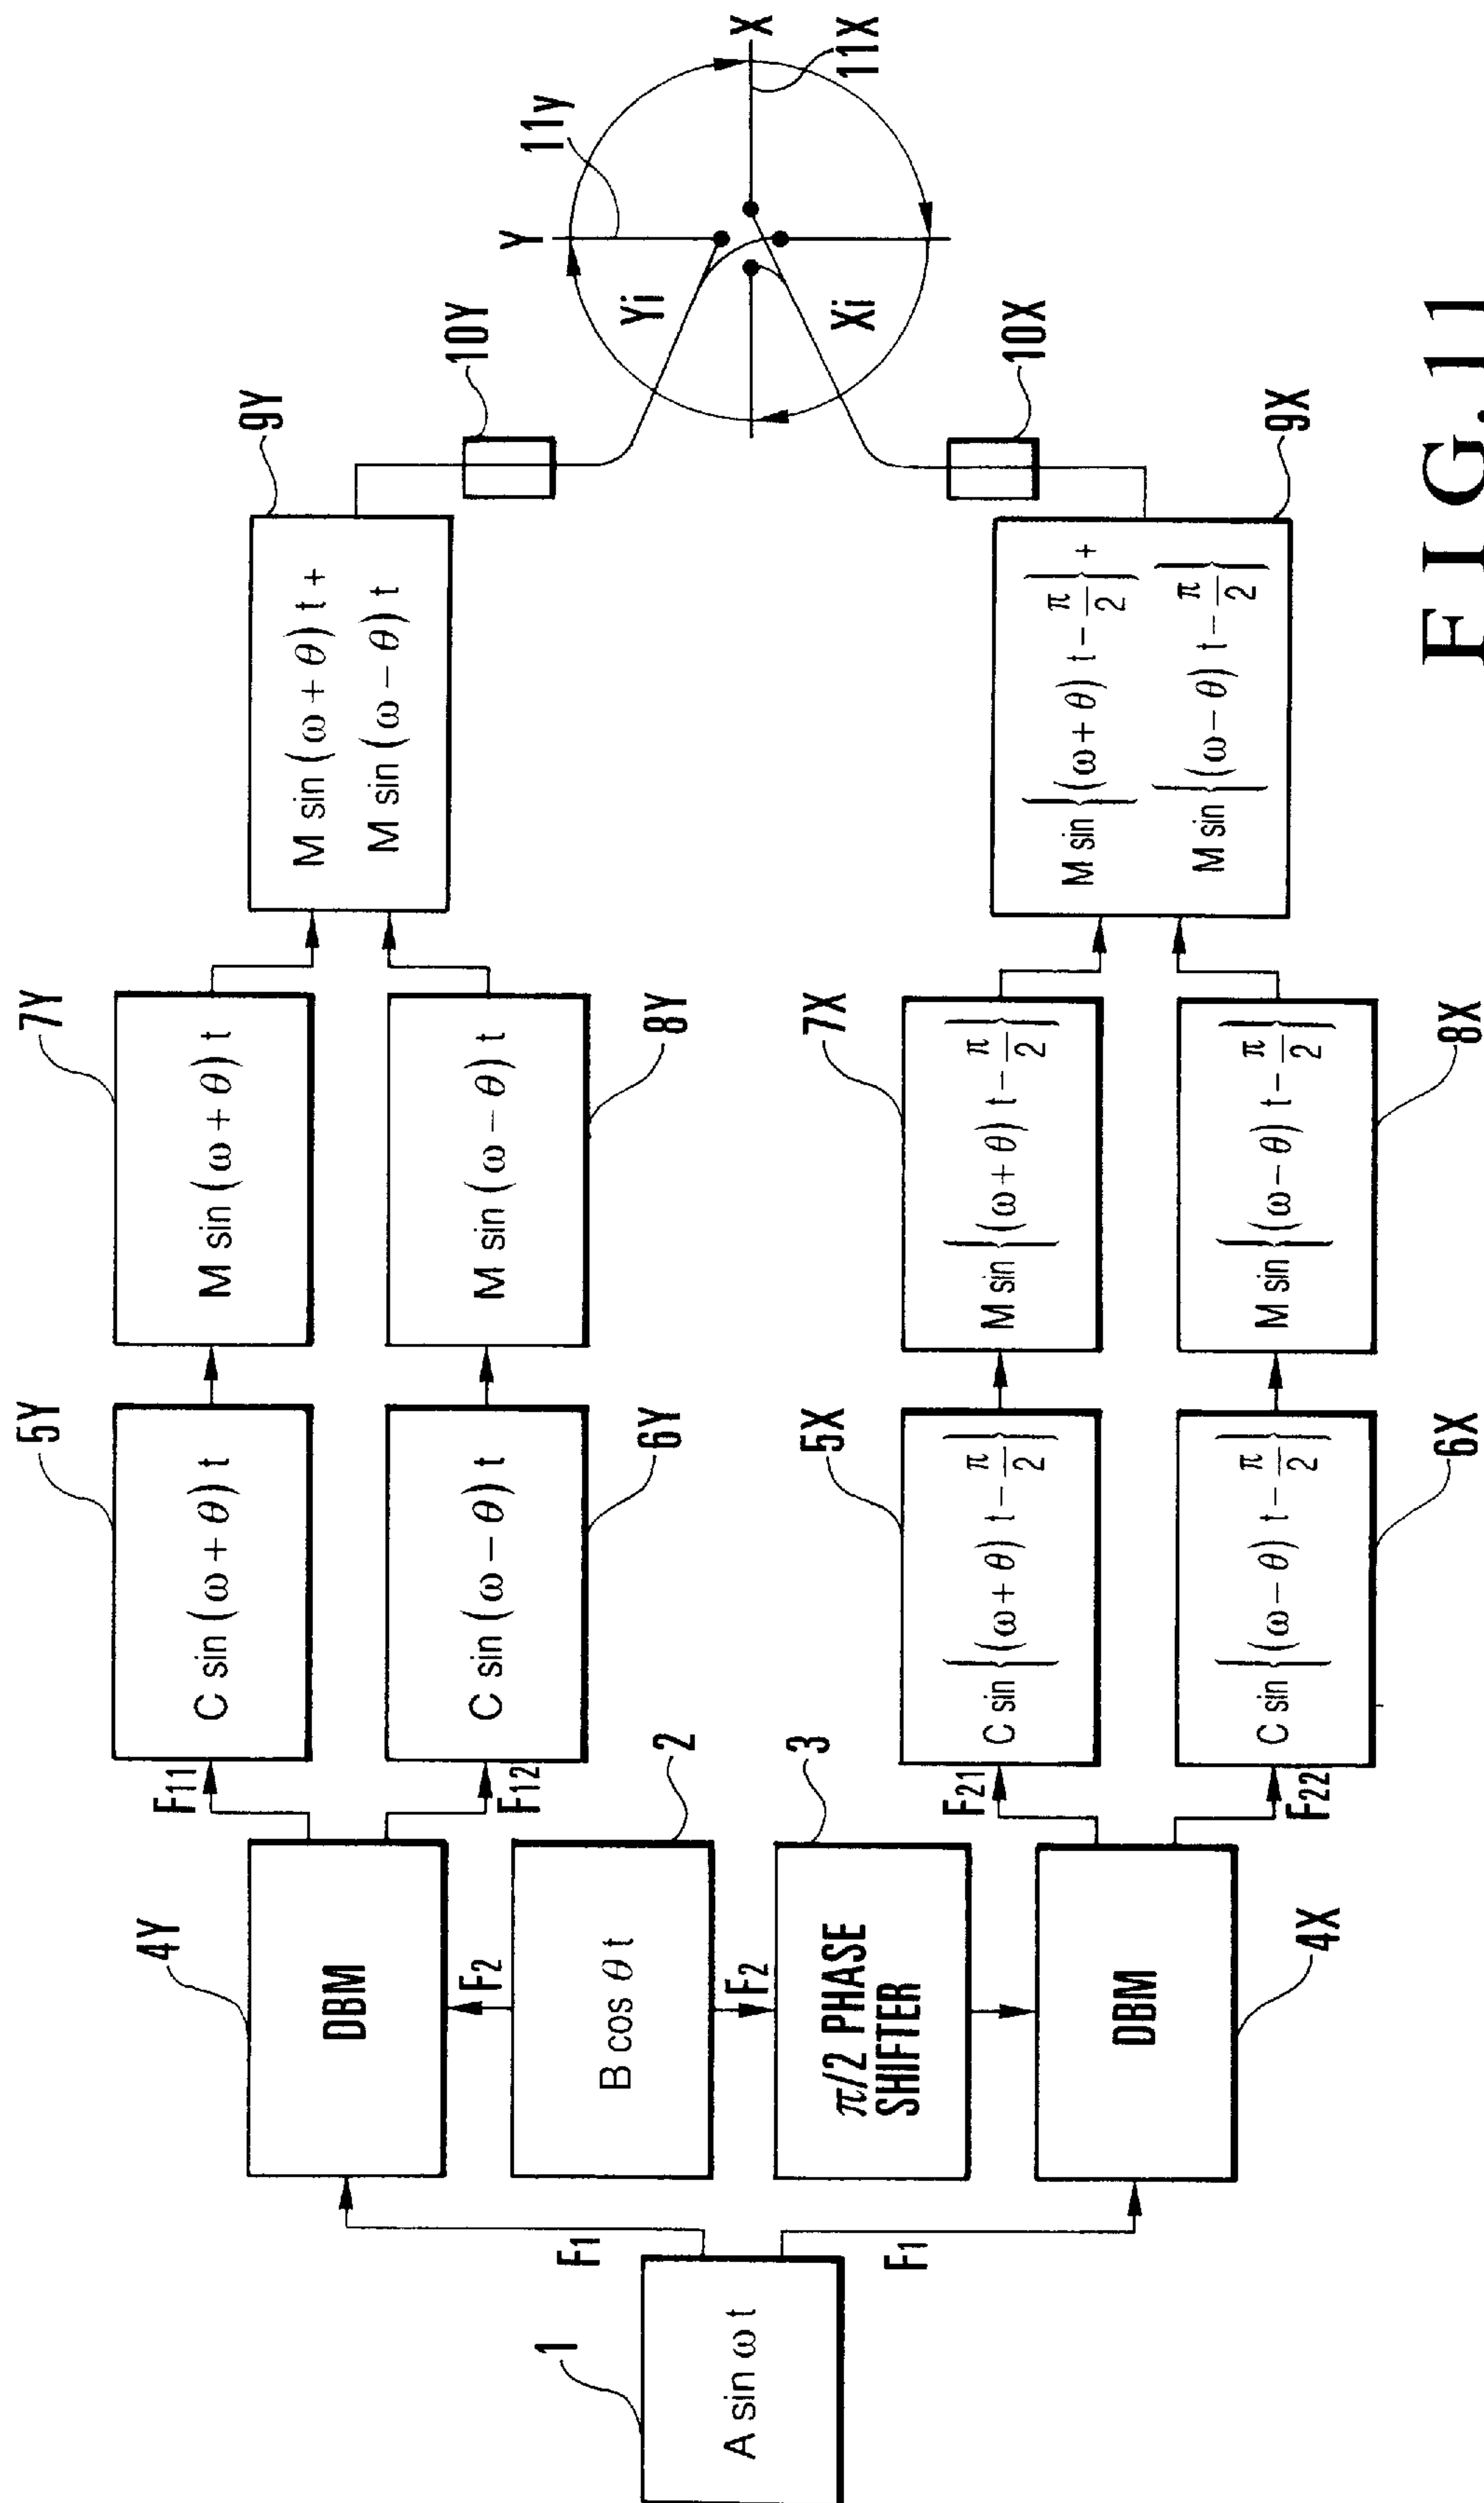 1
A sin ω t
F1
F1
4Y
DBM
F2
B cos θ t
2
F2
π/2 PHASE
SHIFTER
3
DBM
4X
F11
F12
F21
F22
5Y
C sin (ω + θ) t
C sin (ω − θ) t
6Y
5X
C sin {(ω + θ) t − π/2}
C sin {(ω − θ) t − π/2}
6X
7Y
M sin (ω + θ) t
M sin (ω − θ) t
8Y
7X
M sin {(ω + θ) t − π/2}
M sin {(ω − θ) t − π/2}
8X
9Y
M sin (ω + θ) t +
M sin (ω − θ) t
9X
M sin {(ω + θ) t − π/2} +
M sin {(ω − θ) t − π/2}
10Y
10X
Yi
Xi
Y
11y
X
11X
FIG.11